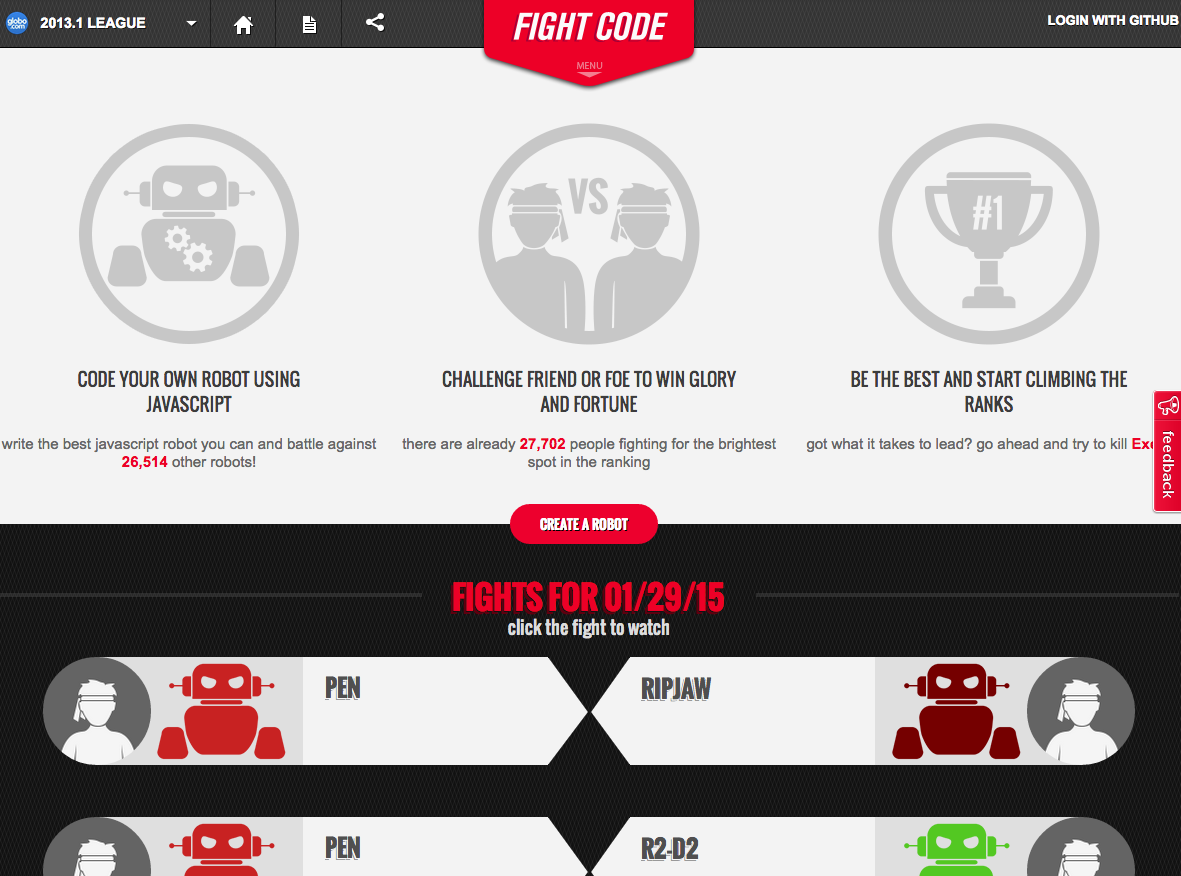 globo
.com
2013.1 LEAGUE
FIGHT CODE
LOGIN WITH GITHUB
MENU
VS
#1
CODE YOUR OWN ROBOT USING
JAVASCRIPT
write the best javascript robot you can and battle against
26,514 other robots!
CHALLENGE FRIEND OR FOE TO WIN GLORY
AND FORTUNE
there are already 27,702 people fighting for the brightest
spot in the ranking
BE THE BEST AND START CLIMBING THE
RANKS
got what it takes to lead? go ahead and try to kill
feedback
CREATE A ROBOT
FIGHTS FOR 01/29/15
click the fight to watch
PEN
RIPJAW
PEN
R2-D2